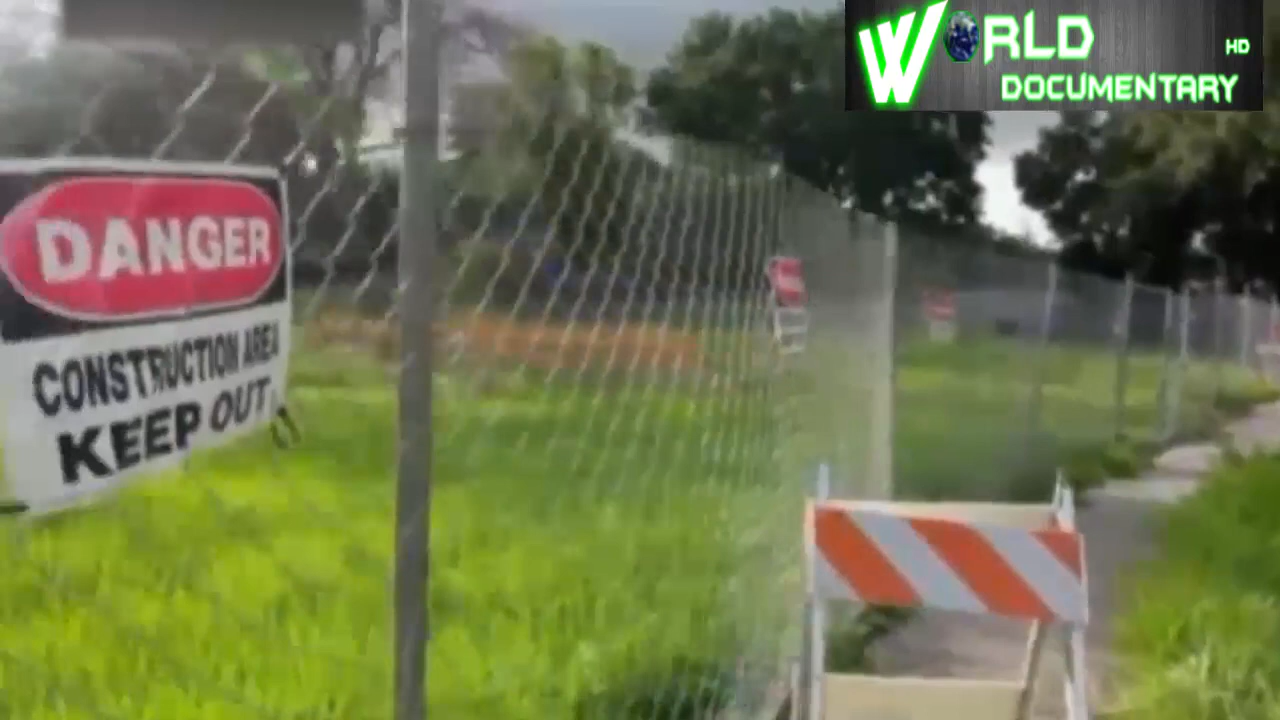 WORLD
HD
DOCUMENTARY
DANGER
CONSTRUCTION AREA
KEEP OUT